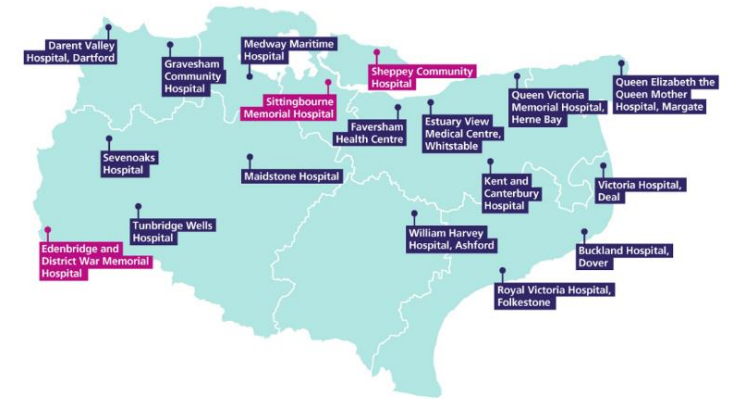 Darent Valley
Hospital, Dartford
Gravesham
Community
Hospital
Medway Maritime
Hospital
Sheppey Community
Hospital
Sittingbourne
Memorial Hospital
Faversham
Health Centre
Estuary View
Medical Centre,
Whitstable
Queen Victoria
Memorial Hospital,
Herne Bay
Queen Elizabeth the
Queen Mother
Hospital, Margate
Sevenoaks
Hospital
Maidstone Hospital
Kent and
Canterbury
Hospital
Victoria Hospital,
Deal
Tunbridge Wells
Hospital
William Harvey
Hospital, Ashford
Edenbridge and
District War Memorial
Hospital
Buckland Hospital,
Dover
Royal Victoria Hospital,
Folkestone